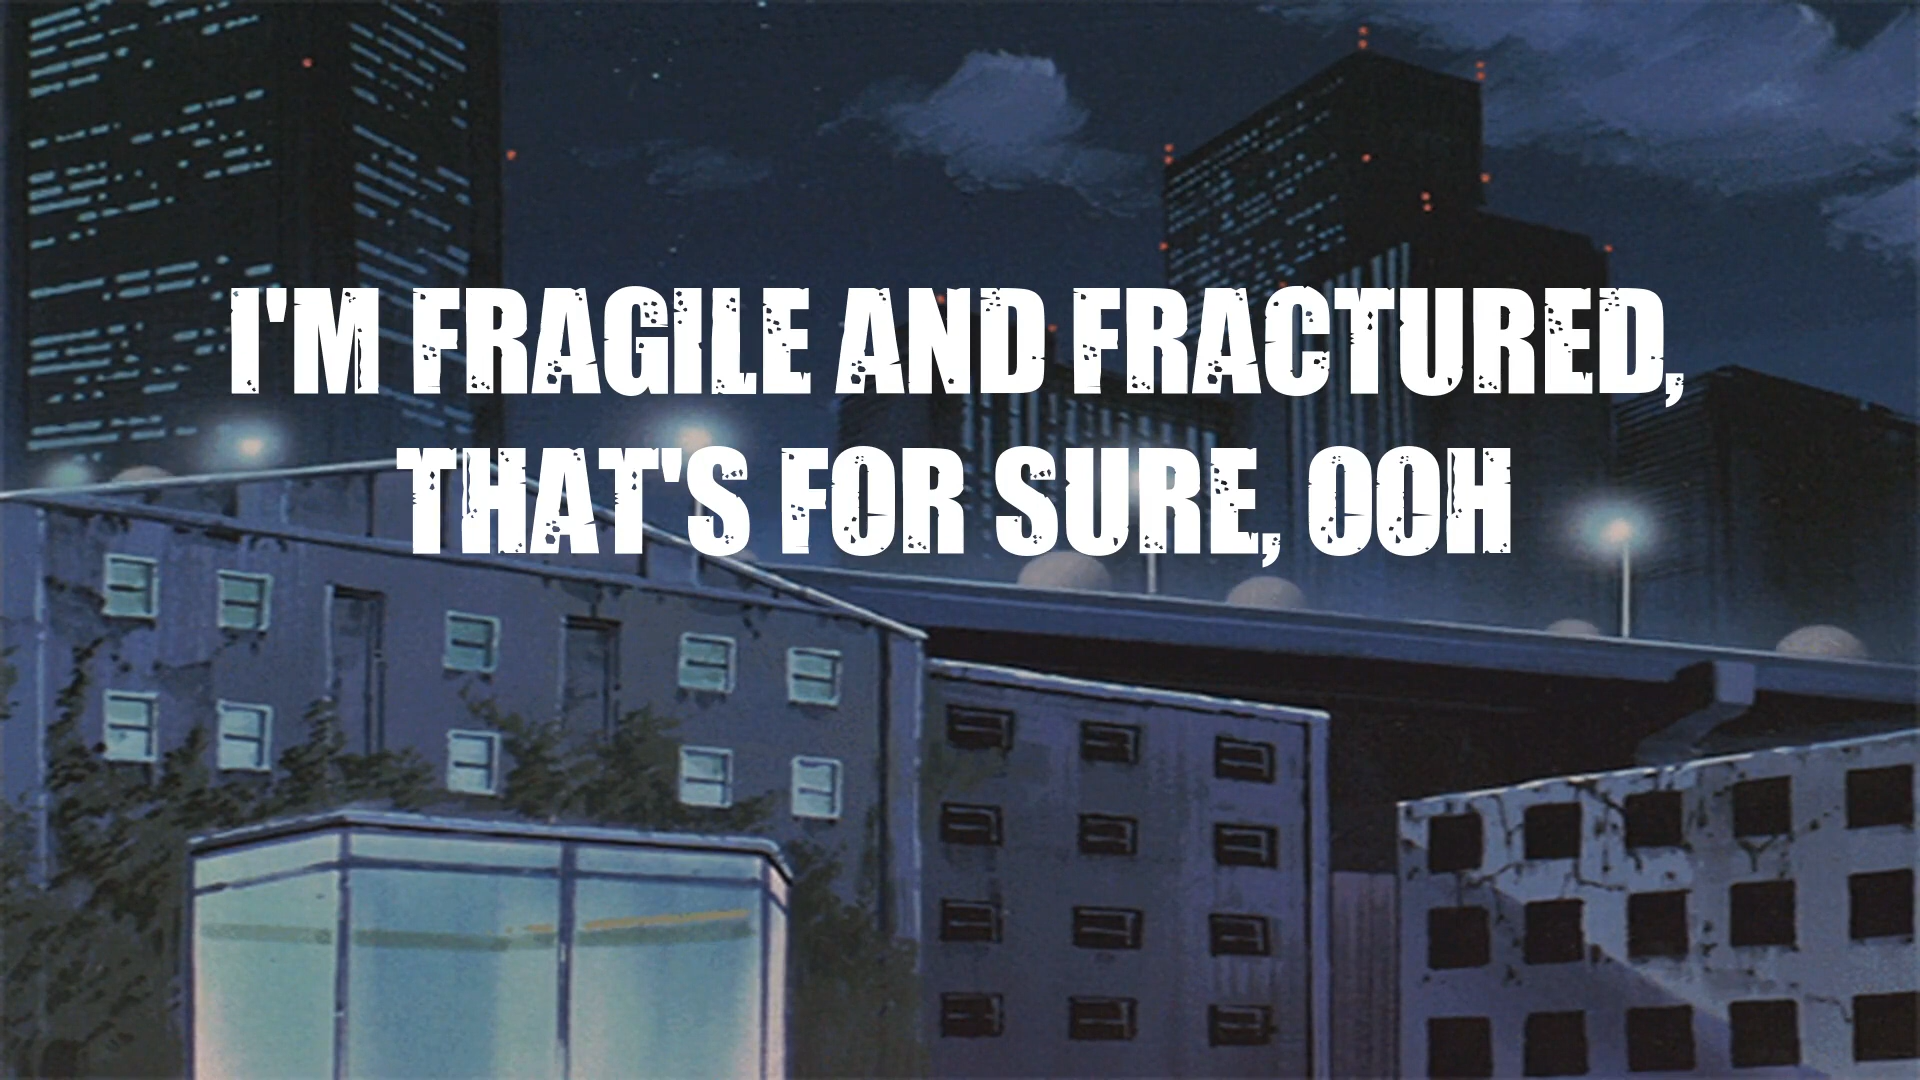 I'M FRAGILE AND FRACTURED,
THAT'S FOR SURE, OOH